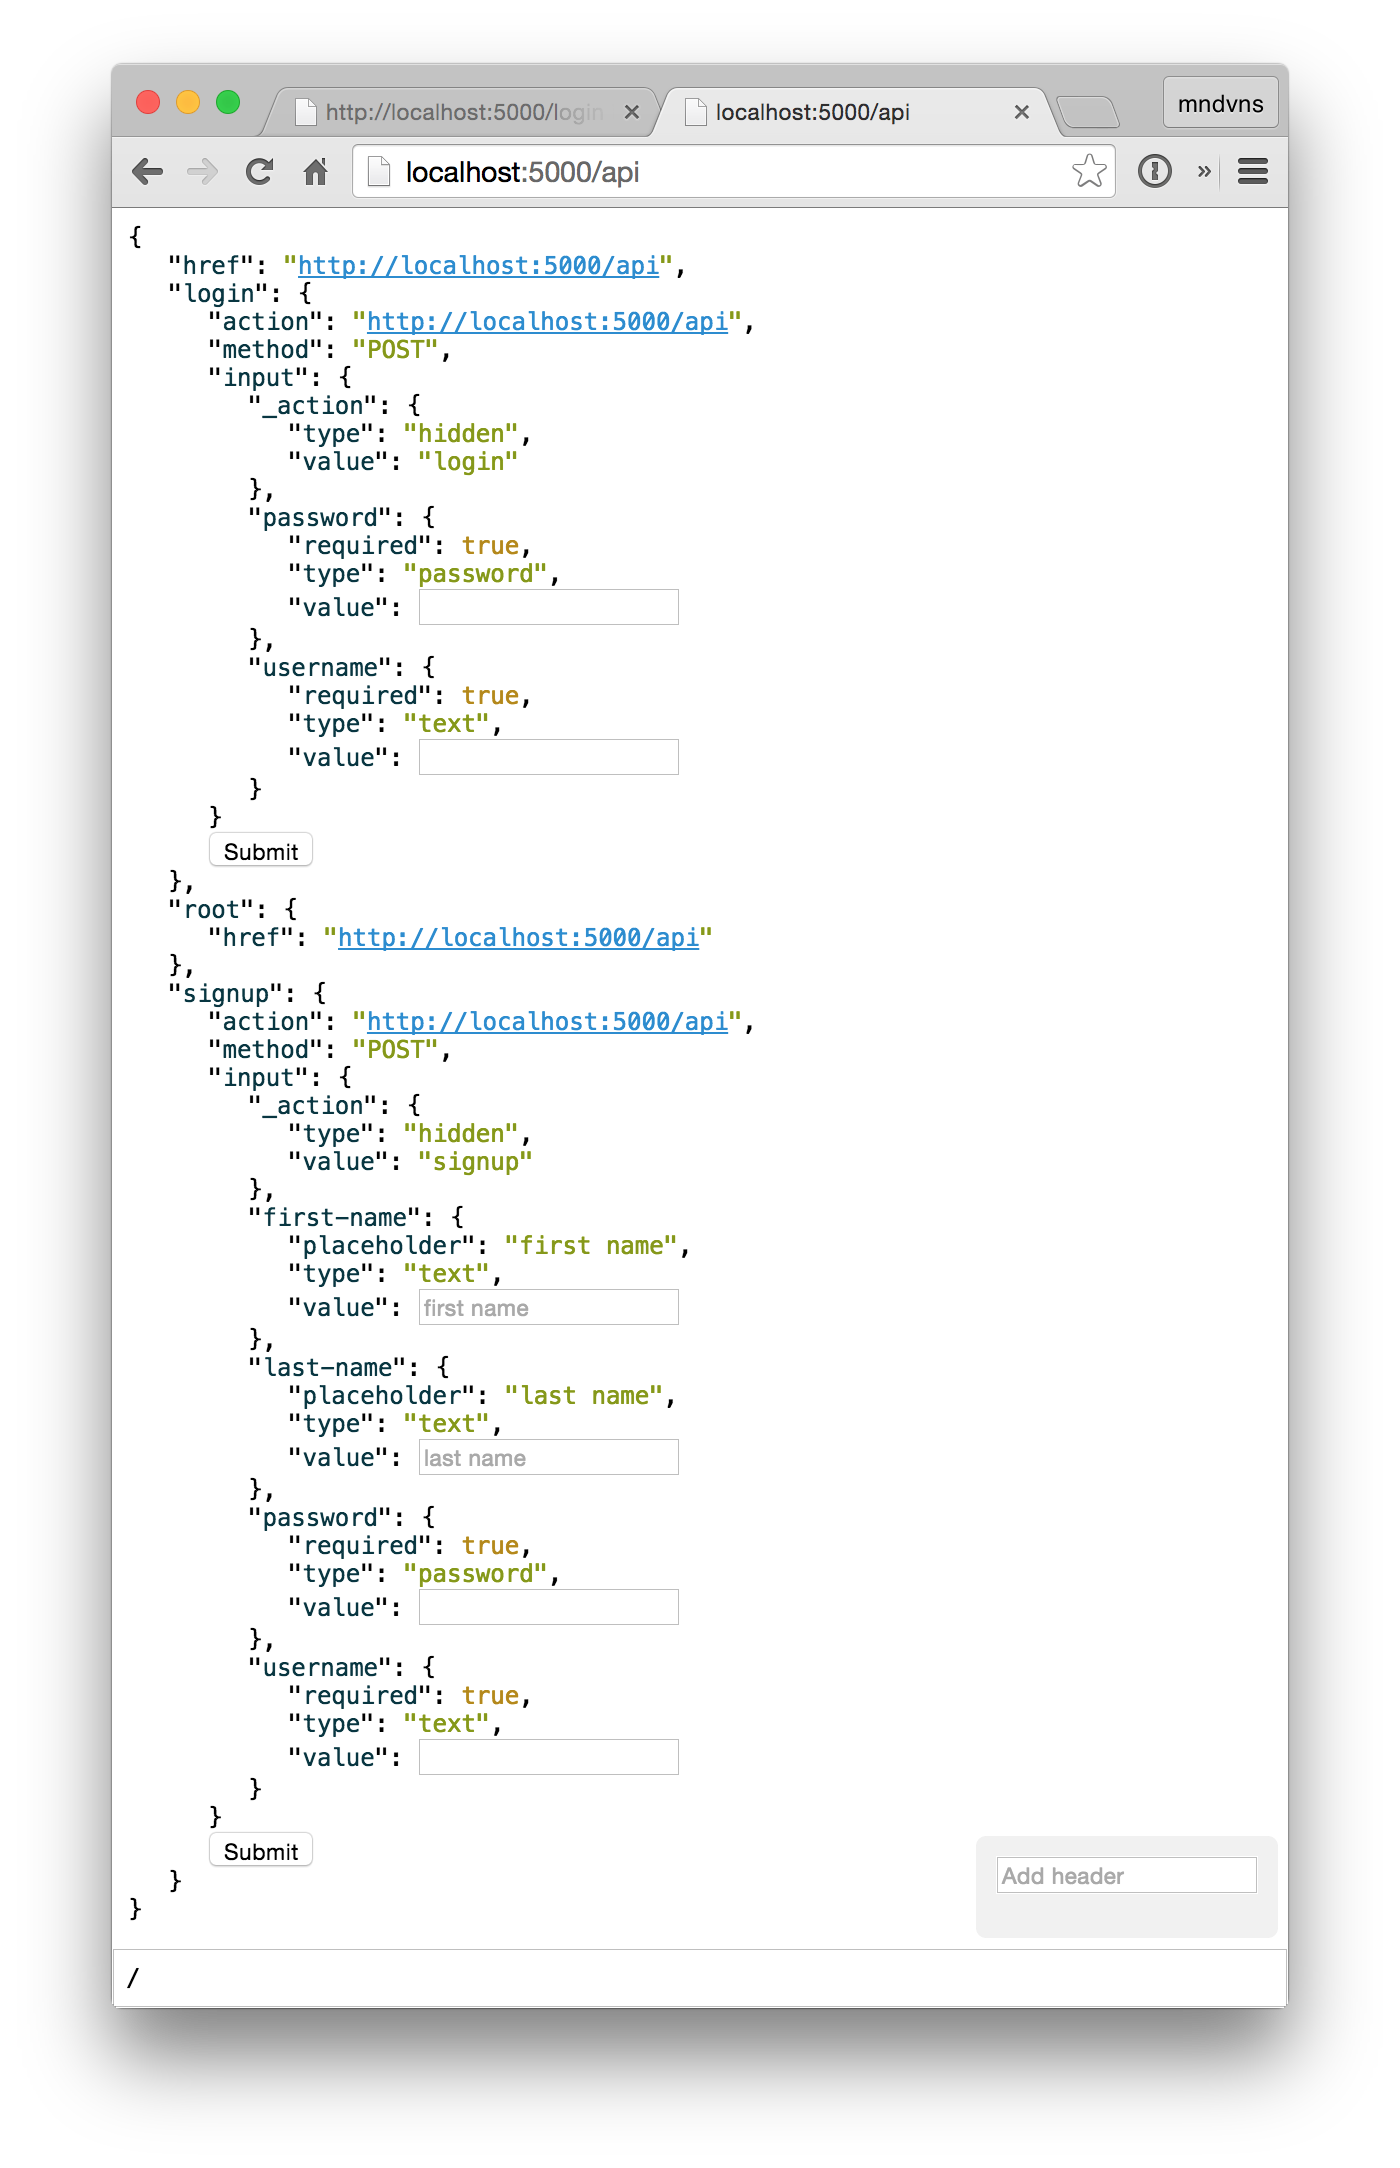 http://localhost:5000/login
localhost:5000/api
mndvns
localhost:5000/api
»
{
"href": "http://localhost:5000/api",
"login": {
"action": "http://localhost:5000/api",
"method": "POST",
"input": {
"_action": {
"type": "hidden",
"value": "login"
},
"password": {
"required": true,
"type": "password",
"value":
},
"username": {
"required": true,
"type": "text",
"value":
}
}
Submit
},
"root": {
"href": "http://localhost:5000/api"
},
"signup": {
"action": "http://localhost:5000/api",
"method": "POST",
"input": {
"_action": {
"type": "hidden",
"value": "signup"
},
"first-name": {
"placeholder": "first name",
"type": "text",
"value": first name
},
"last-name": {
"placeholder": "last name",
"type": "text",
"value": last name
},
"password": {
"required": true,
"type": "password",
"value":
},
"username": {
"required": true,
"type": "text",
"value":
}
}
Submit
}
}
Add header
/